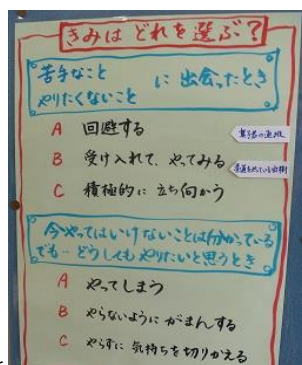 きみは どれを選ぶ?
苦手なこと
やりたくないこと
に 出会ったとき
A 回避する
B 受け入れて、やってみる
C 積極的に 立ち向かう
今やってはいけないことは分かっている
でも…どうしてもやりたいと思うとき
A やってしまう
B やらないように がまんする
C やらずに 気持ちを切りかえる